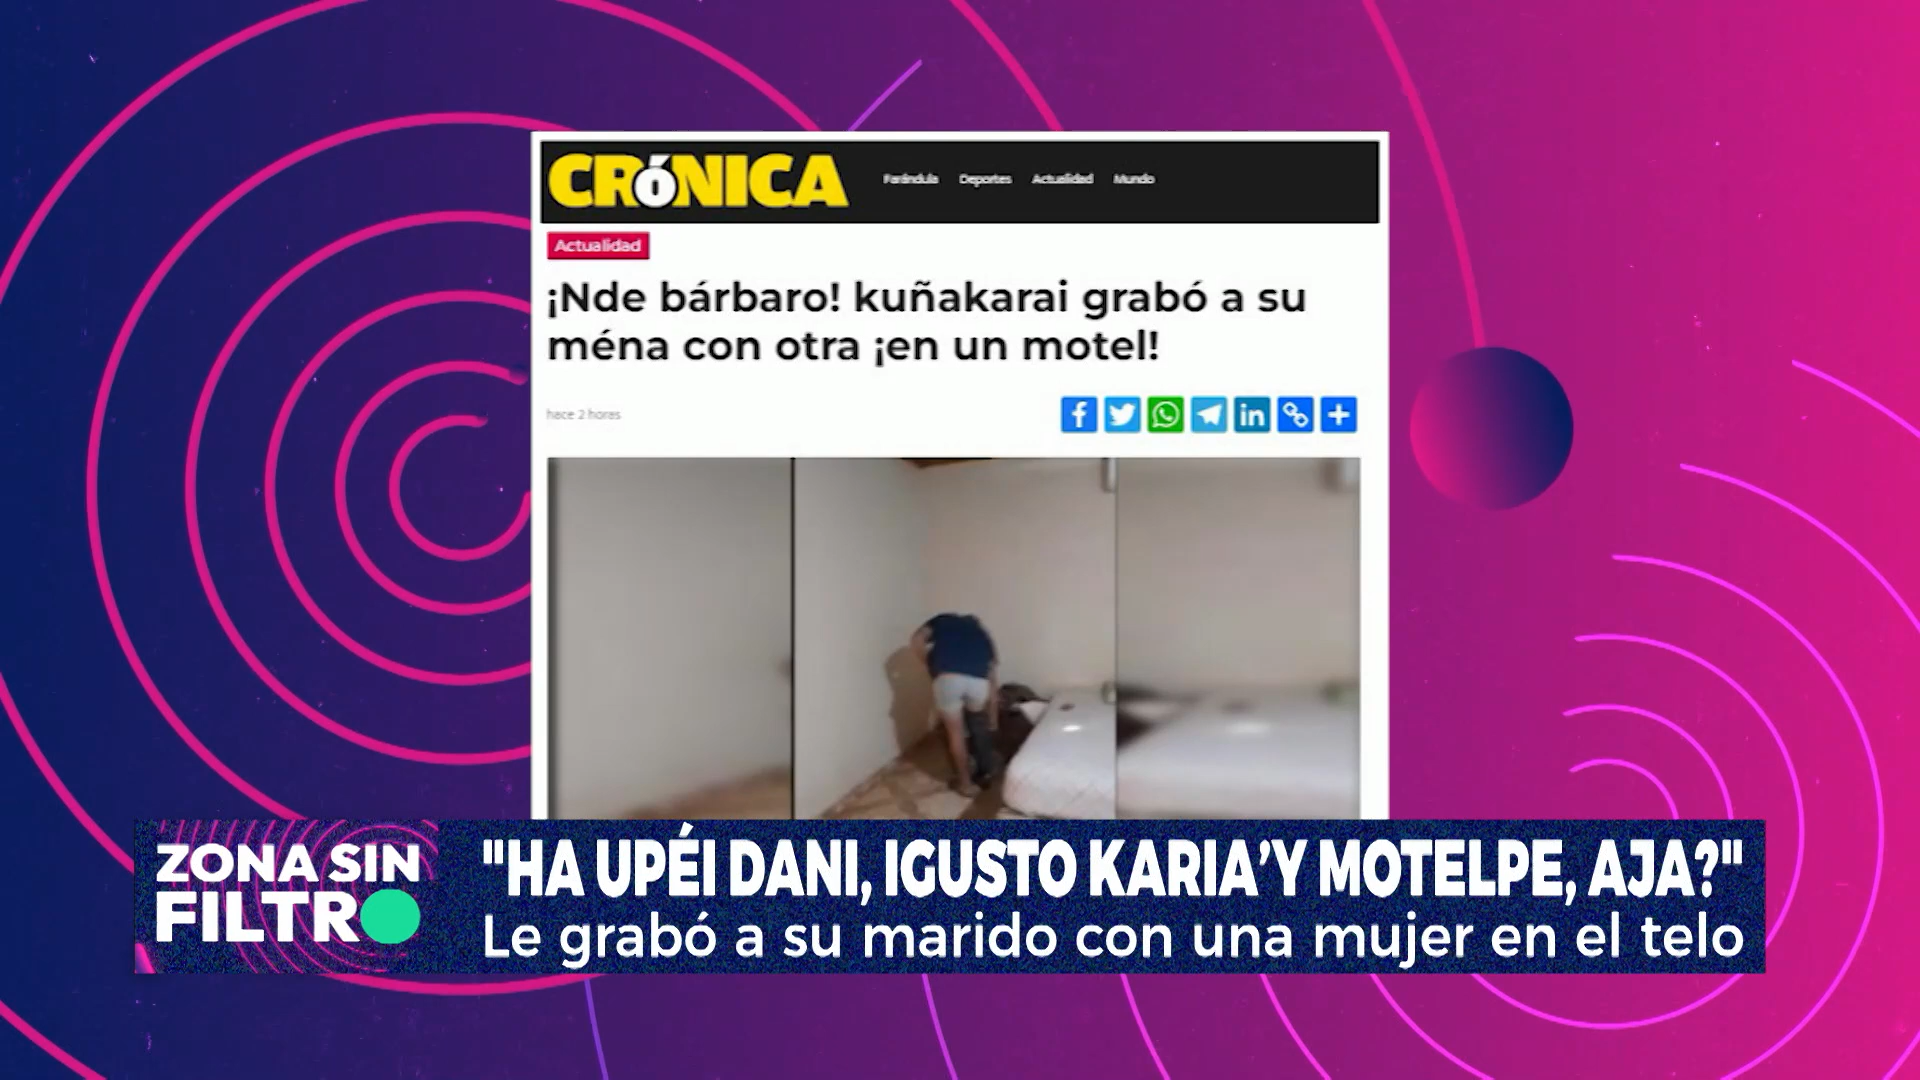 CRÓNICA
Farándula Deportes Actualidad Mundo
Actualidad
¡Nde bárbaro! kuñakarai grabó a su
ména con otra ¡en un motel!
hace 2 horas
ZONA SIN
FILTRO
"HA UPÉI DANI, IGUSTO KARIA’Y MOTELPE, AJA?"
Le grabó a su marido con una mujer en el telo